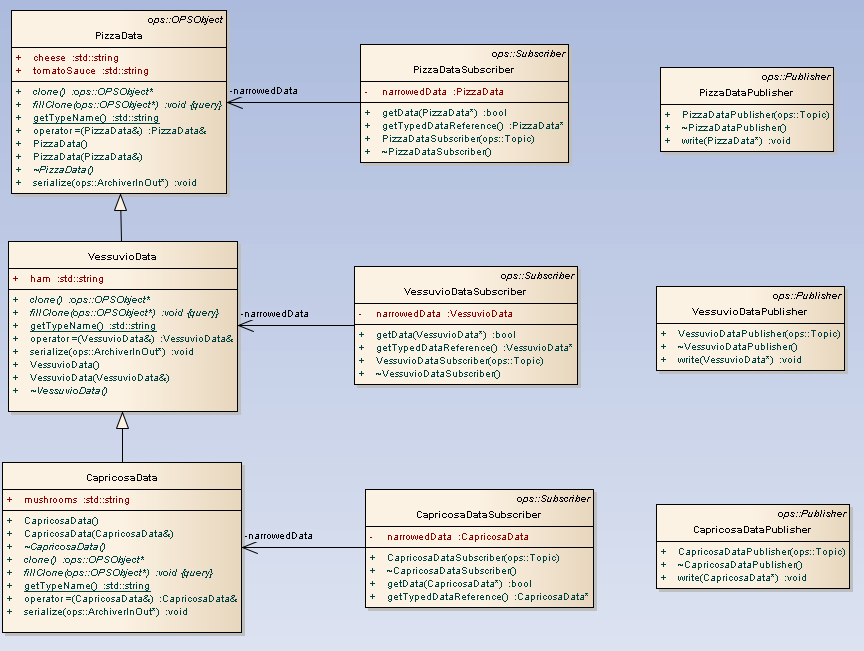 ops::OPSObject
PizzaData
+ cheese :std::string
+ tomatoSauce :std::string
+ clone() :ops::OPSObject*
+ fillClone(ops::OPSObject*) :void {query}
+ getTypeName() :std::string
+ operator =(PizzaData&) :PizzaData&
+ PizzaData()
+ PizzaData(PizzaData&)
+ ~PizzaData()
+ serialize(ops::ArchiverInOut*) :void
-narrowedData
ops::Subscriber
PizzaDataSubscriber
- narrowedData :PizzaData
+ getData(PizzaData*) :bool
+ getTypedDataReference() :PizzaData*
+ PizzaDataSubscriber(ops::Topic)
+ ~PizzaDataSubscriber()
ops::Publisher
PizzaDataPublisher
+ PizzaDataPublisher(ops::Topic)
+ ~PizzaDataPublisher()
+ write(PizzaData*) :void
VessuvioData
+ ham :std::string
+ clone() :ops::OPSObject*
+ fillClone(ops::OPSObject*) :void {query}
+ getTypeName() :std::string
+ operator =(VessuvioData&) :VessuvioData&
+ serialize(ops::ArchiverInOut*) :void
+ VessuvioData()
+ VessuvioData(VessuvioData&)
+ ~VessuvioData()
-narrowedData
ops::Subscriber
VessuvioDataSubscriber
- narrowedData :VessuvioData
+ getData(VessuvioData*) :bool
+ getTypedDataReference() :VessuvioData*
+ VessuvioDataSubscriber(ops::Topic)
+ ~VessuvioDataSubscriber()
ops::Publisher
VessuvioDataPublisher
+ VessuvioDataPublisher(ops::Topic)
+ ~VessuvioDataPublisher()
+ write(VessuvioData*) :void
CapricosaData
+ mushrooms :std::string
+ CapricosaData()
+ CapricosaData(CapricosaData&)
+ ~CapricosaData()
+ clone() :ops::OPSObject*
+ fillClone(ops::OPSObject*) :void {query}
+ getTypeName() :std::string
+ operator =(CapricosaData&) :CapricosaData&
+ serialize(ops::ArchiverInOut*) :void
-narrowedData
ops::Subscriber
CapricosaDataSubscriber
- narrowedData :CapricosaData
+ CapricosaDataSubscriber(ops::Topic)
+ ~CapricosaDataSubscriber()
+ getData(CapricosaData*) :bool
+ getTypedDataReference() :CapricosaData*
ops::Publisher
CapricosaDataPublisher
+ CapricosaDataPublisher(ops::Topic)
+ ~CapricosaDataPublisher()
+ write(CapricosaData*) :void